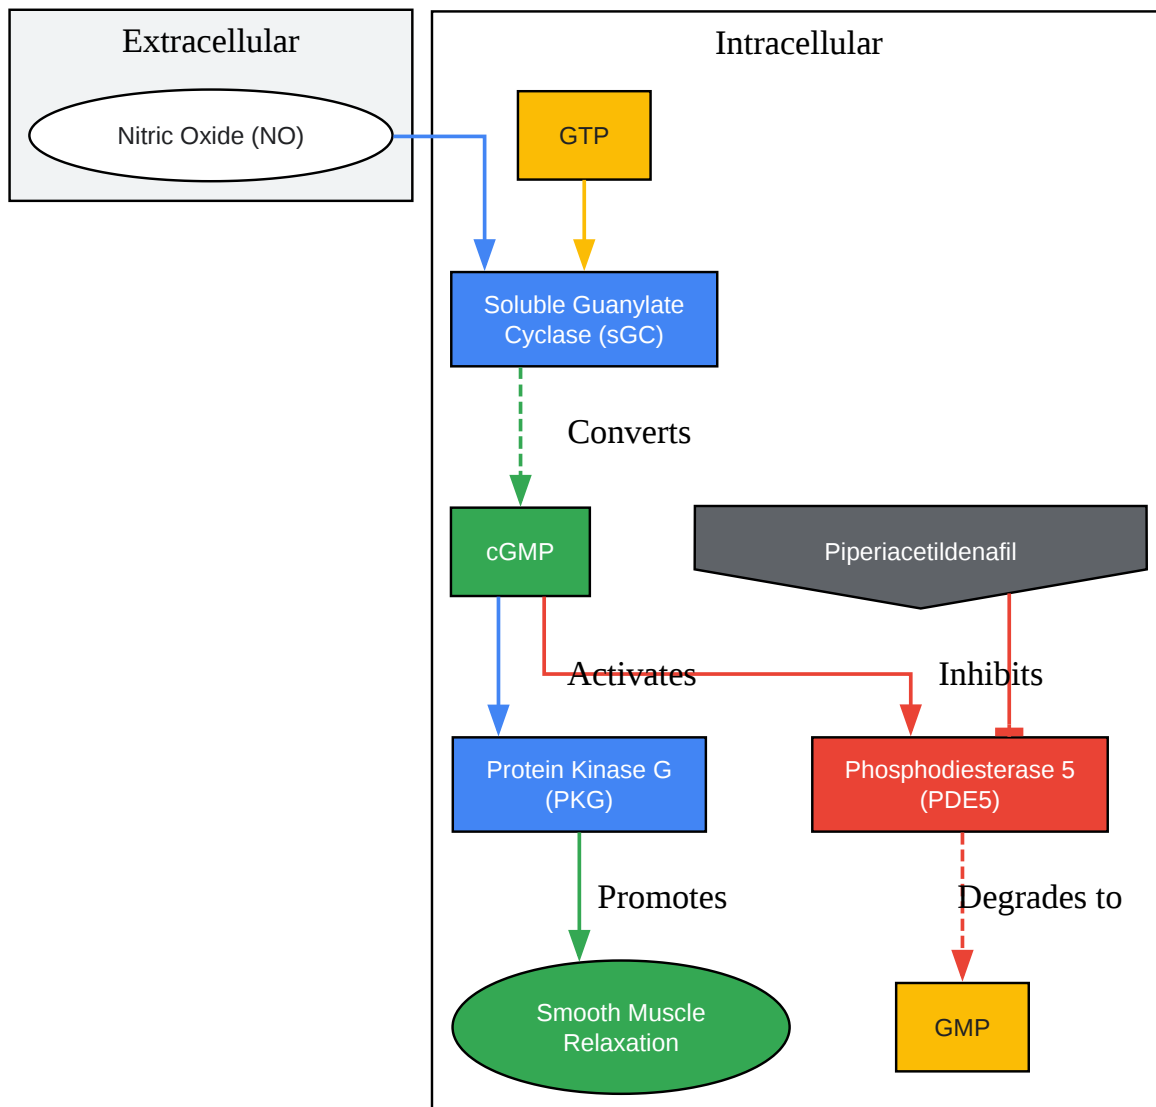 Extracellular
Intracellular
Nitric Oxide (NO)
GTP
Soluble Guanylate
Cyclase (sGC)
Converts
cGMP
Piperiacetildenafil
Activates
Inhibits
Protein Kinase G
(PKG)
Phosphodiesterase 5
(PDE5)
Promotes
Degrades to
Smooth Muscle
Relaxation
GMP